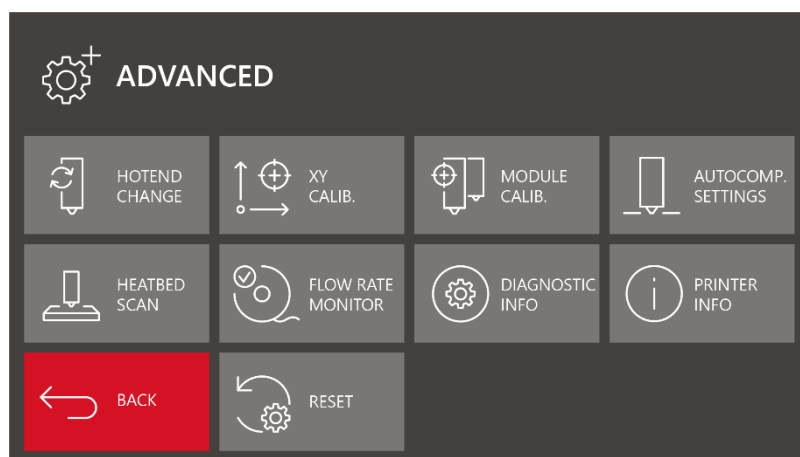 ADVANCED
HOTEND
CHANGE
XY
CALIB.
MODULE
CALIB.
AUTOCOMP.
SETTINGS
HEATBED
SCAN
FLOW RATE
MONITOR
DIAGNOSTIC
INFO
PRINTER
INFO
BACK
RESET